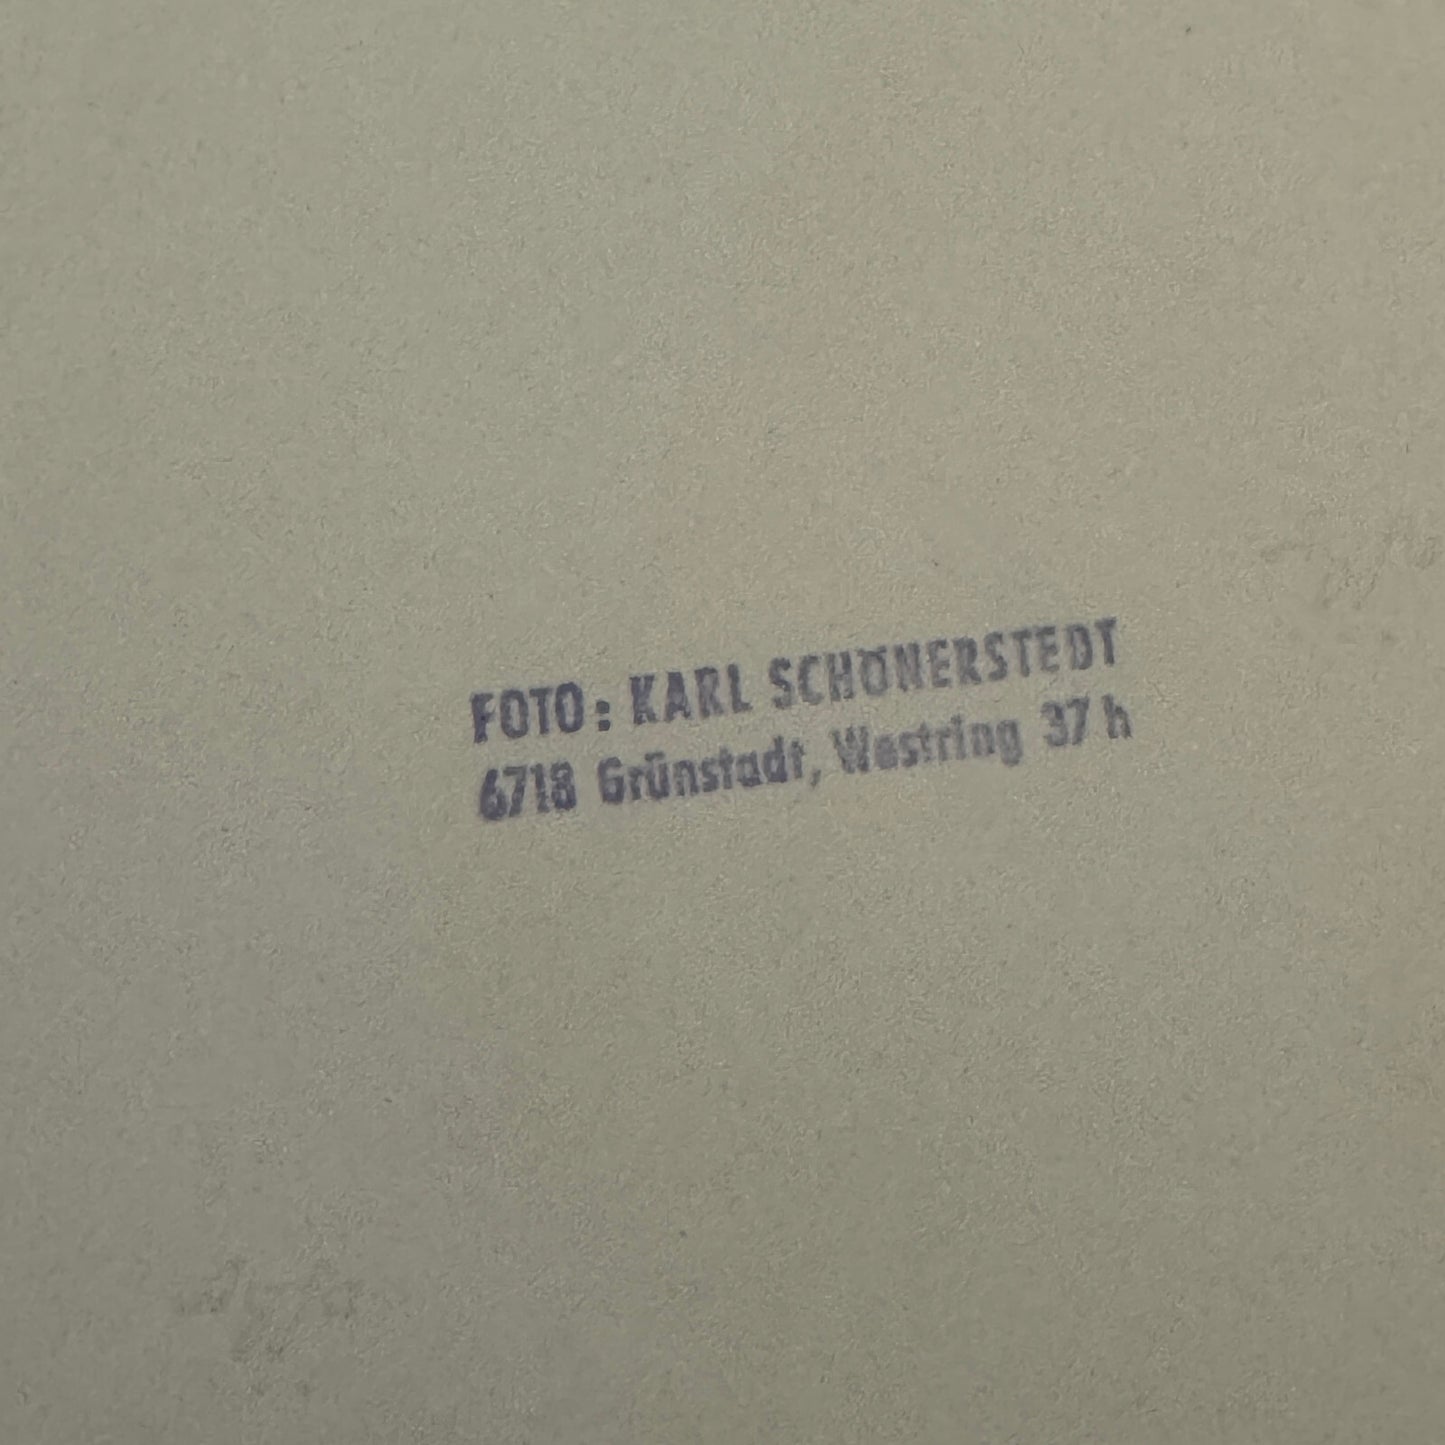 FOTO: KARL SCHÖNERSTEDT
6718 Grünstadt, Westring 37 h